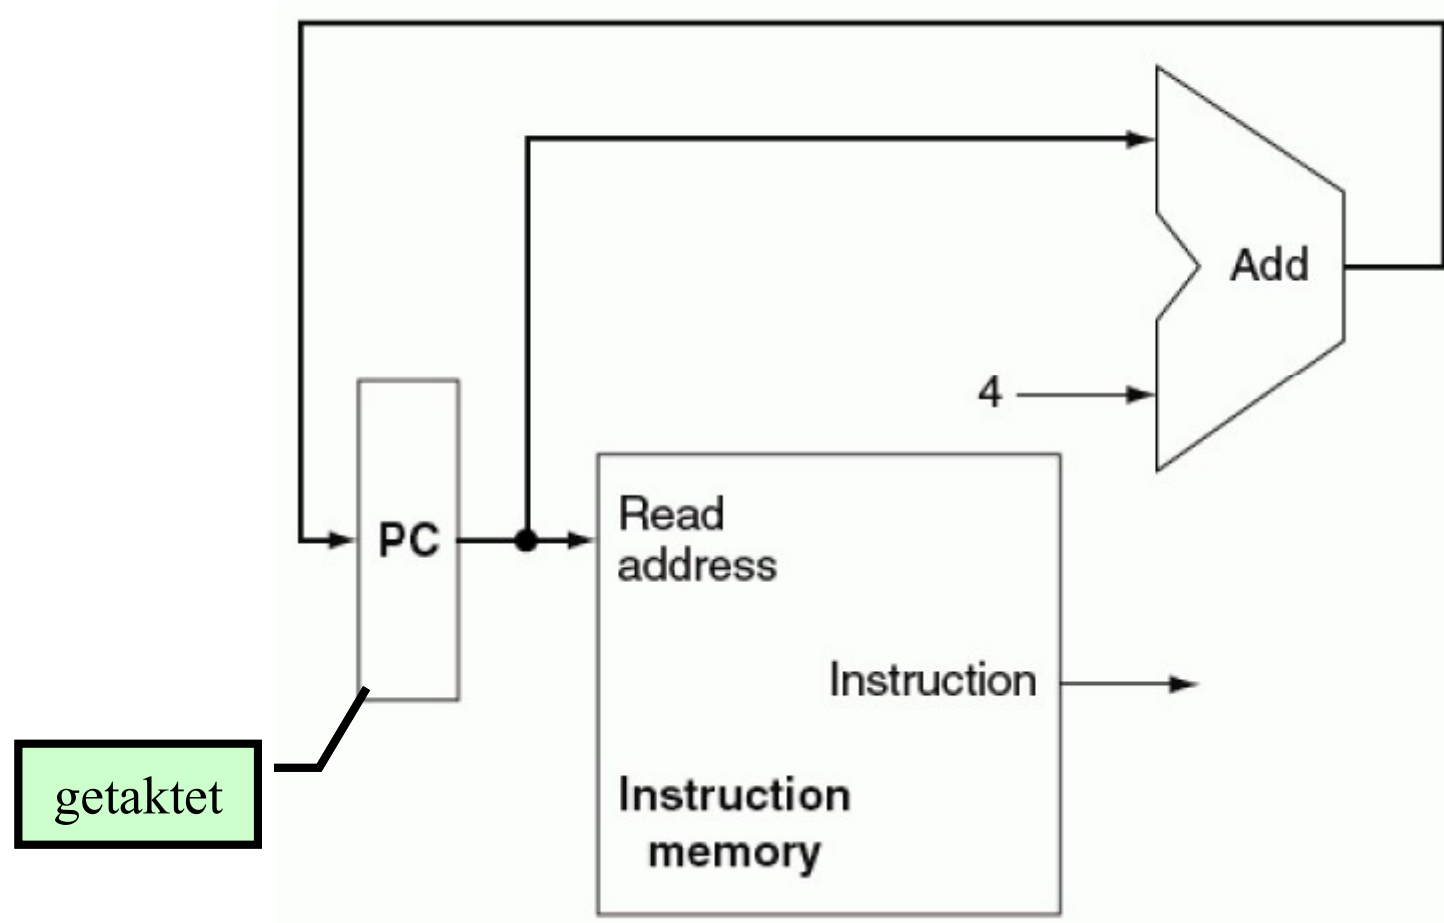 Add
4
PC
Read
address
Instruction
Instruction
memory
getaktet